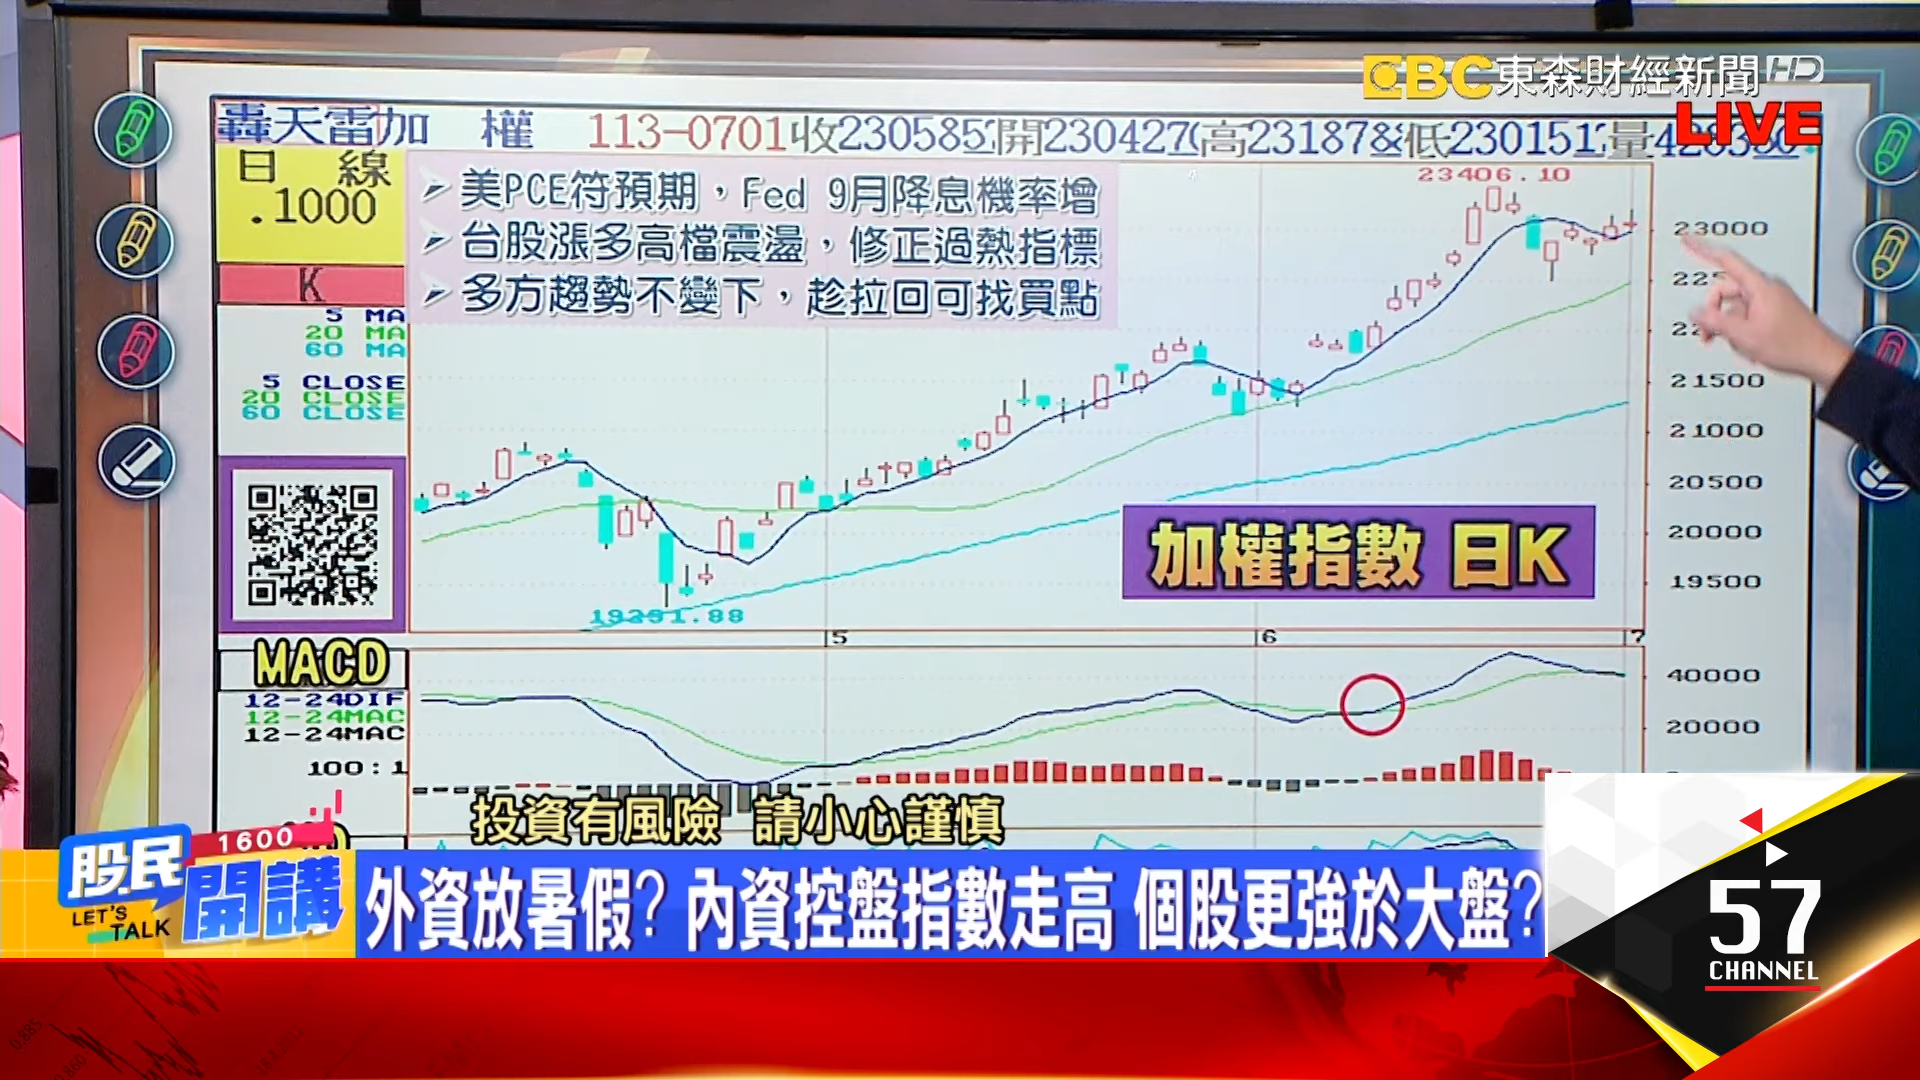 EBC東森財經新聞HD
LIVE
轟天雷加 權 113-0701收230585開230427高23187低230151量
日 線
.1000
K
5 MA
20 MA
60 MA
5 CLOSE
20 CLOSE
60 CLOSE
➢美PCE符預期，Fed 9月降息機率增
➢台股漲多高檔震盪，修正過熱指標
➢多方趨勢不變下，趁拉回可找買點
23406.10
23000
21500
21000
20500
20000
19500
加權指數 日K
5
6
7
MACD
12-24DIF
12-24MAC
12-24MAC
100:1
40000
20000
投資有風險 請小心謹慎
1600
股民開講
LET'S TALK
外資放暑假? 內資控盤指數走高 個股更強於大盤?
57
CHANNEL